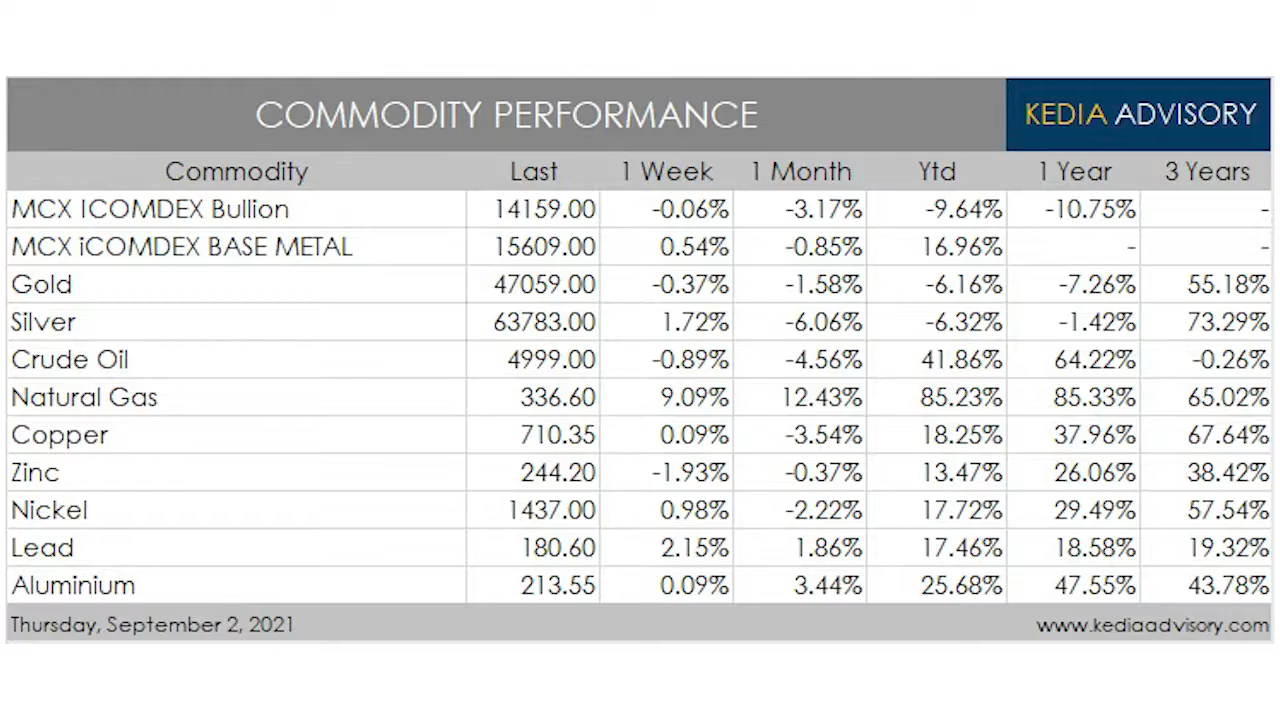 COMMODITY PERFORMANCE KEDIA ADVISORY
Commodity Last 1 Week 1 Month Ytd 1 Year 3 Years
MCX ICOMDEX Bullion 14159.00 -0.06% -3.17% -9.64% -10.75% -
MCX iCOMDEX BASE METAL 15609.00 0.54% -0.85% 16.96% - -
Gold 47059.00 -0.37% -1.58% -6.16% -7.26% 55.18%
Silver 63783.00 1.72% -6.06% -6.32% -1.42% 73.29%
Crude Oil 4999.00 -0.89% -4.56% 41.86% 64.22% -0.26%
Natural Gas 336.60 9.09% 12.43% 85.23% 85.33% 65.02%
Copper 710.35 0.09% -3.54% 18.25% 37.96% 67.64%
Zinc 244.20 -1.93% -0.37% 13.47% 26.06% 38.42%
Nickel 1437.00 0.98% -2.22% 17.72% 29.49% 57.54%
Lead 180.60 2.15% 1.86% 17.46% 18.58% 19.32%
Aluminium 213.55 0.09% 3.44% 25.68% 47.55% 43.78%
Thursday, September 2, 2021 www.kediaadvisory.com